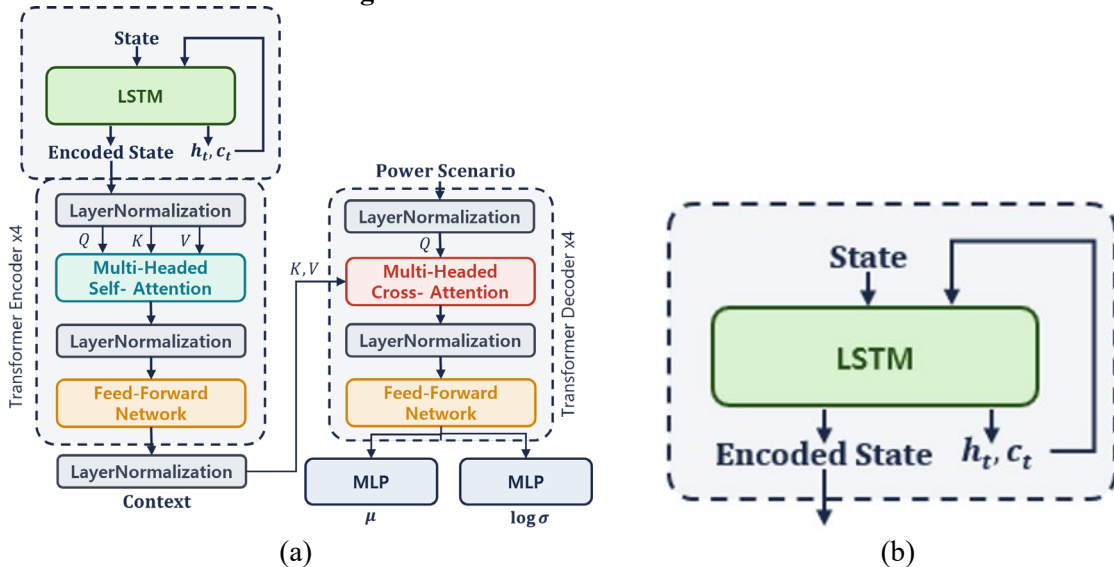 State
LSTM
Encoded State
h_t, c_t
LayerNormalization
Q
K
V
Multi-Headed
Self- Attention
LayerNormalization
Feed-Forward
Network
LayerNormalization
Context
Transformer Encoder x4
K, V
Power Scenario
LayerNormalization
Q
Multi-Headed
Cross- Attention
LayerNormalization
Feed-Forward
Network
Transformer Decoder x4
MLP
μ
MLP
log σ
(a)
State
LSTM
Encoded State
h_t, c_t
(b)